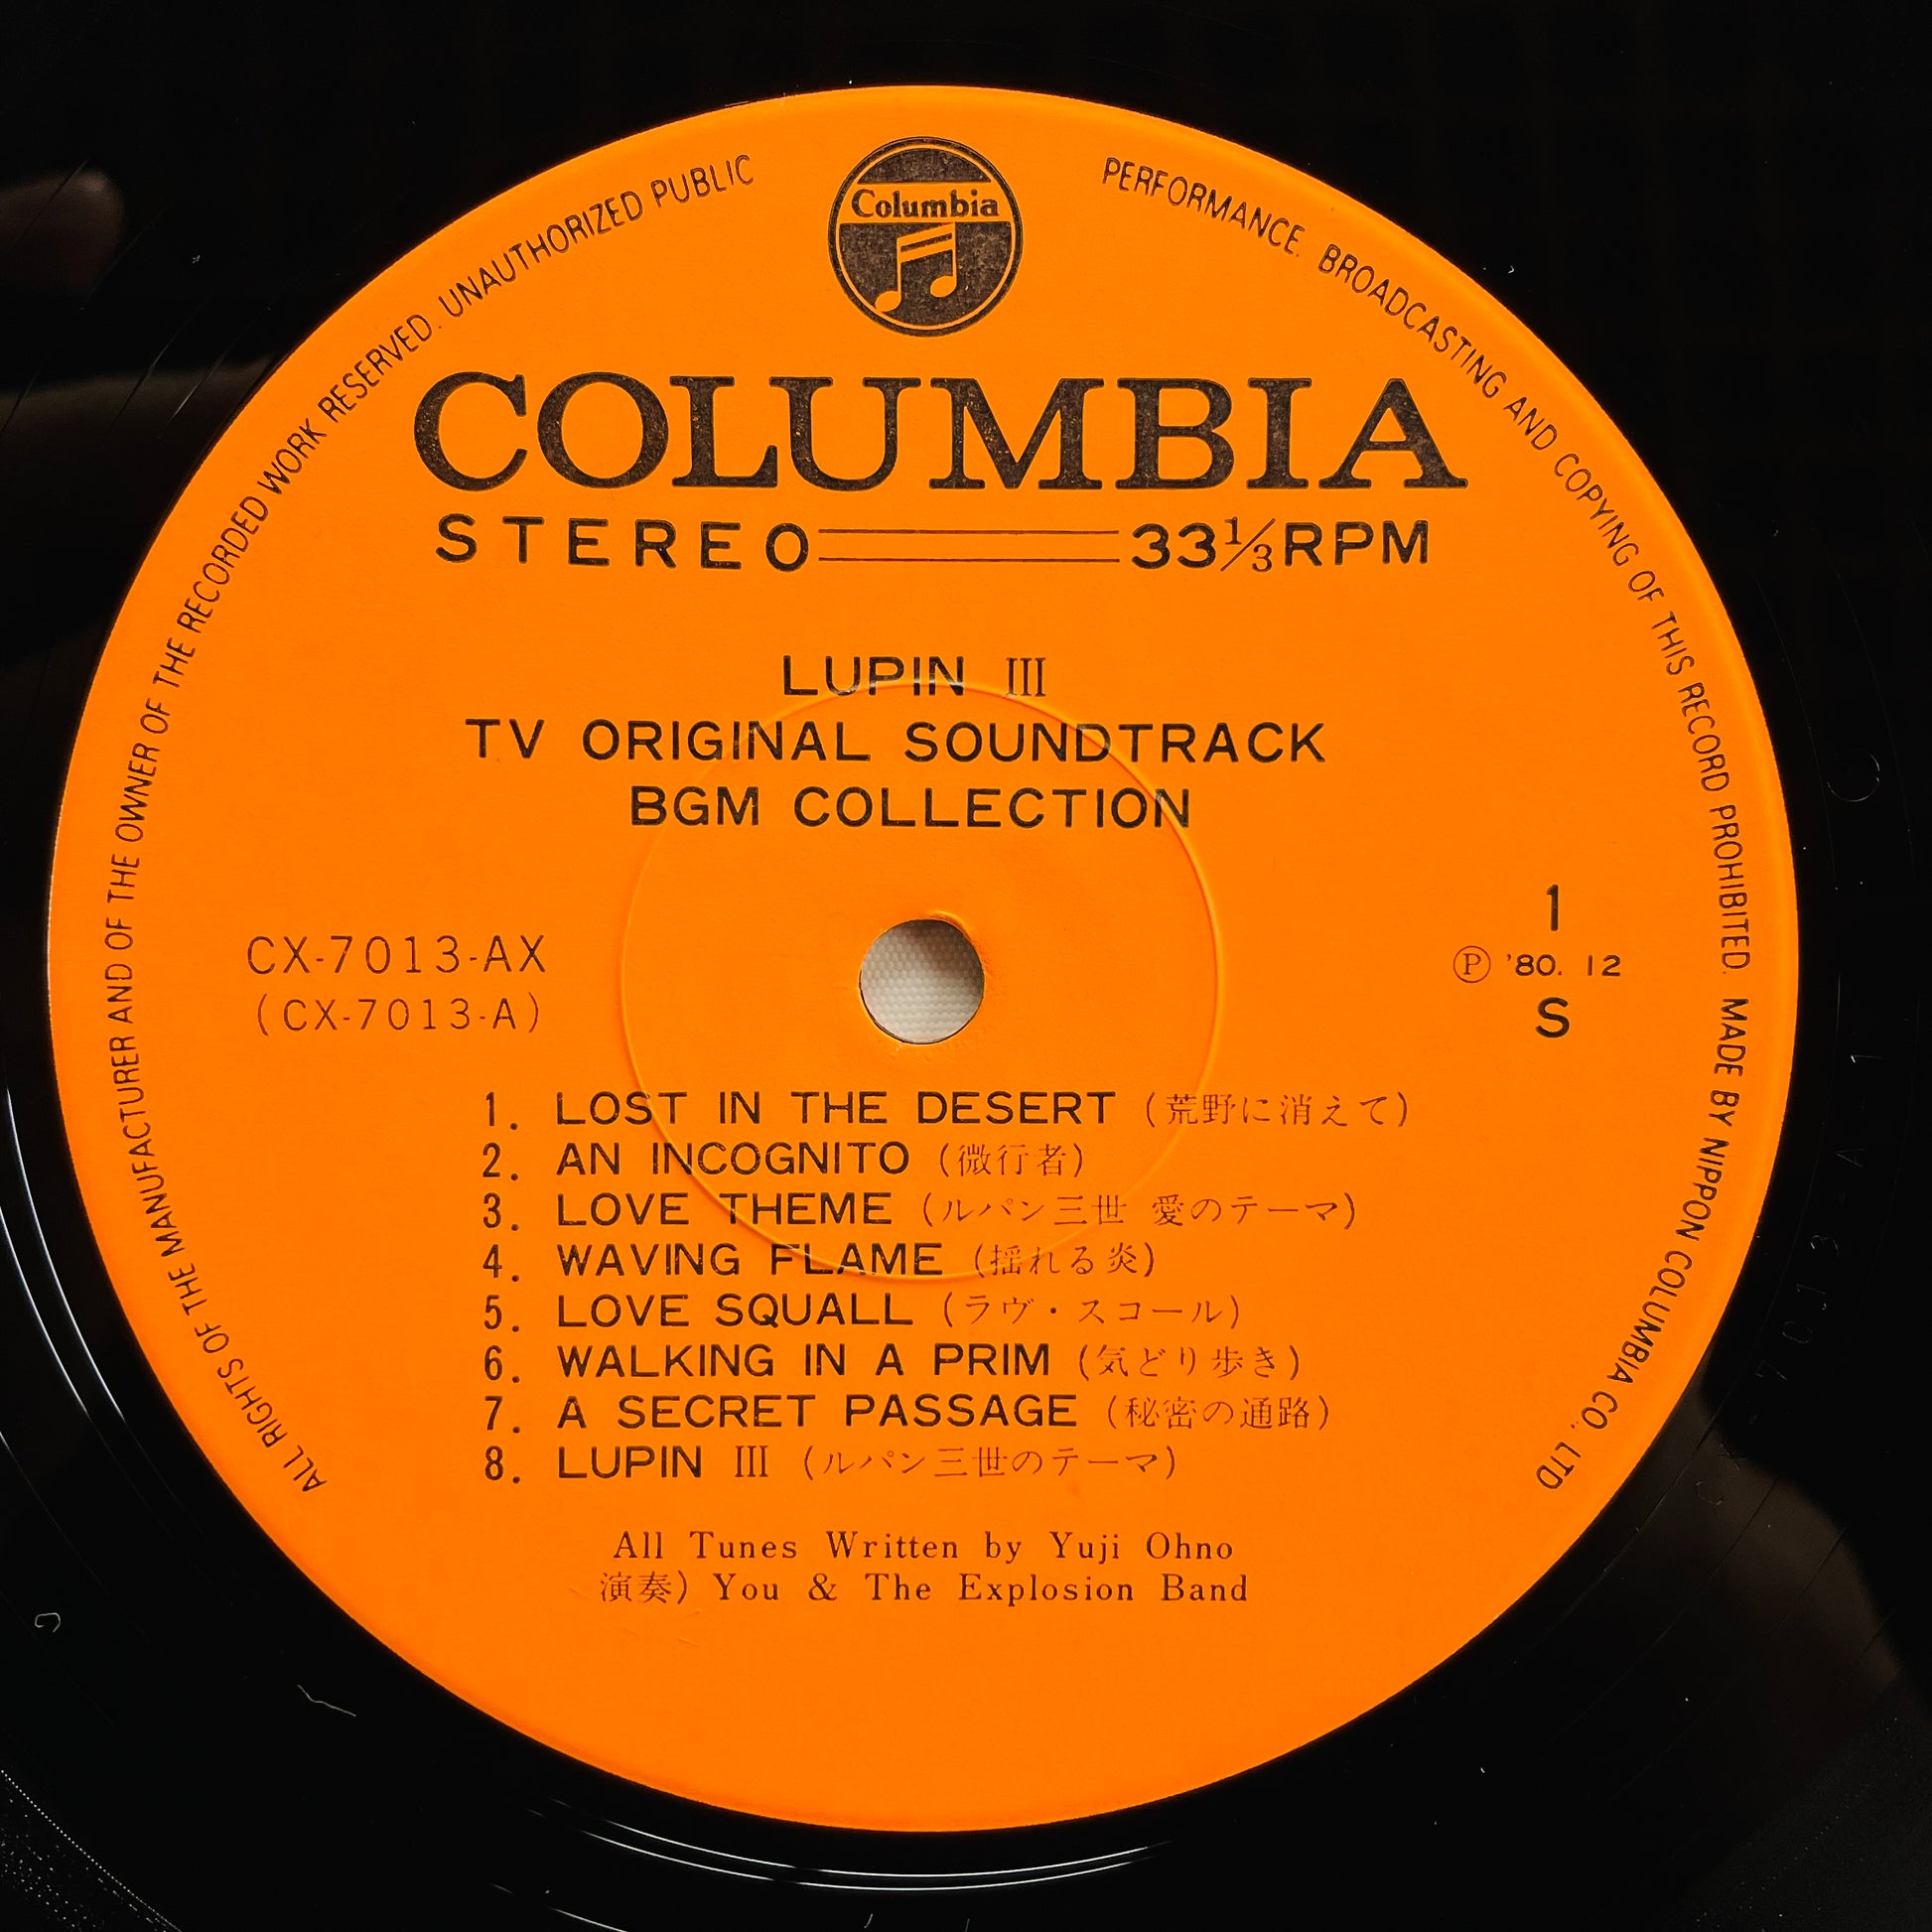 ALL RIGHTS OF THE MANUFACTURER AND OF THE OWNER OF THE RECORDED WORK RESERVED. UNAUTHORIZED PUBLIC PERFORMANCE. BROADCASTING AND COPYING OF THIS RECORD PROHIBITED. MADE BY NIPPON COLUMBIA CO., LTD
Columbia
COLUMBIA
STEREO 33⅓RPM
LUPIN III
TV ORIGINAL SOUNDTRACK
BGM COLLECTION
CX-7013-AX
(CX-7013-A)
1
Ⓟ '80. 12
S
1. LOST IN THE DESERT (荒野に消えて)
2. AN INCOGNITO (微行者)
3. LOVE THEME (ルパン三世 愛のテーマ)
4. WAVING FLAME (揺れる炎)
5. LOVE SQUALL (ラヴ・スコール)
6. WALKING IN A PRIM (気どり歩き)
7. A SECRET PASSAGE (秘密の通路)
8. LUPIN III (ルパン三世のテーマ)
All Tunes Written by Yuji Ohno
演奏) You & The Explosion Band